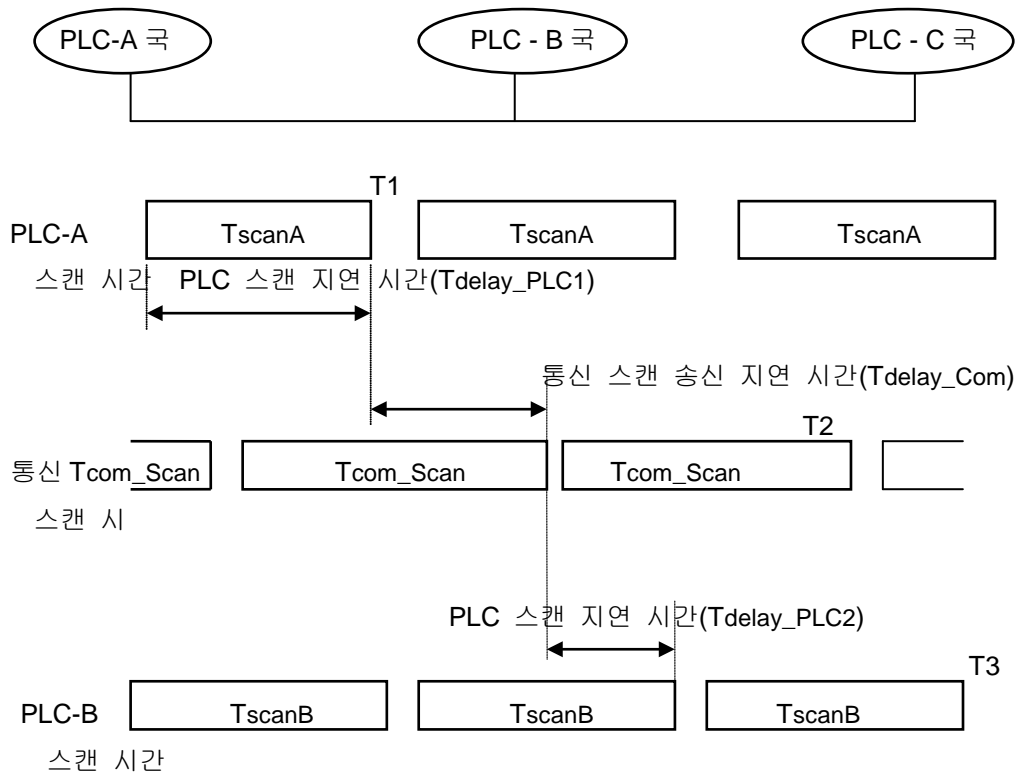 PLC-A 국
PLC - B 국
PLC - C 국
T1
PLC-A
TscanA
TscanA
TscanA
스캔 시간
PLC 스캔 지연 시간(Tdelay_PLC1)
통신 스캔 송신 지연 시간(Tdelay_Com)
T2
통신 Tcom_Scan
Tcom_Scan
Tcom_Scan
스캔 시
PLC 스캔 지연 시간(Tdelay_PLC2)
T3
PLC-B
TscanB
TscanB
TscanB
스캔 시간